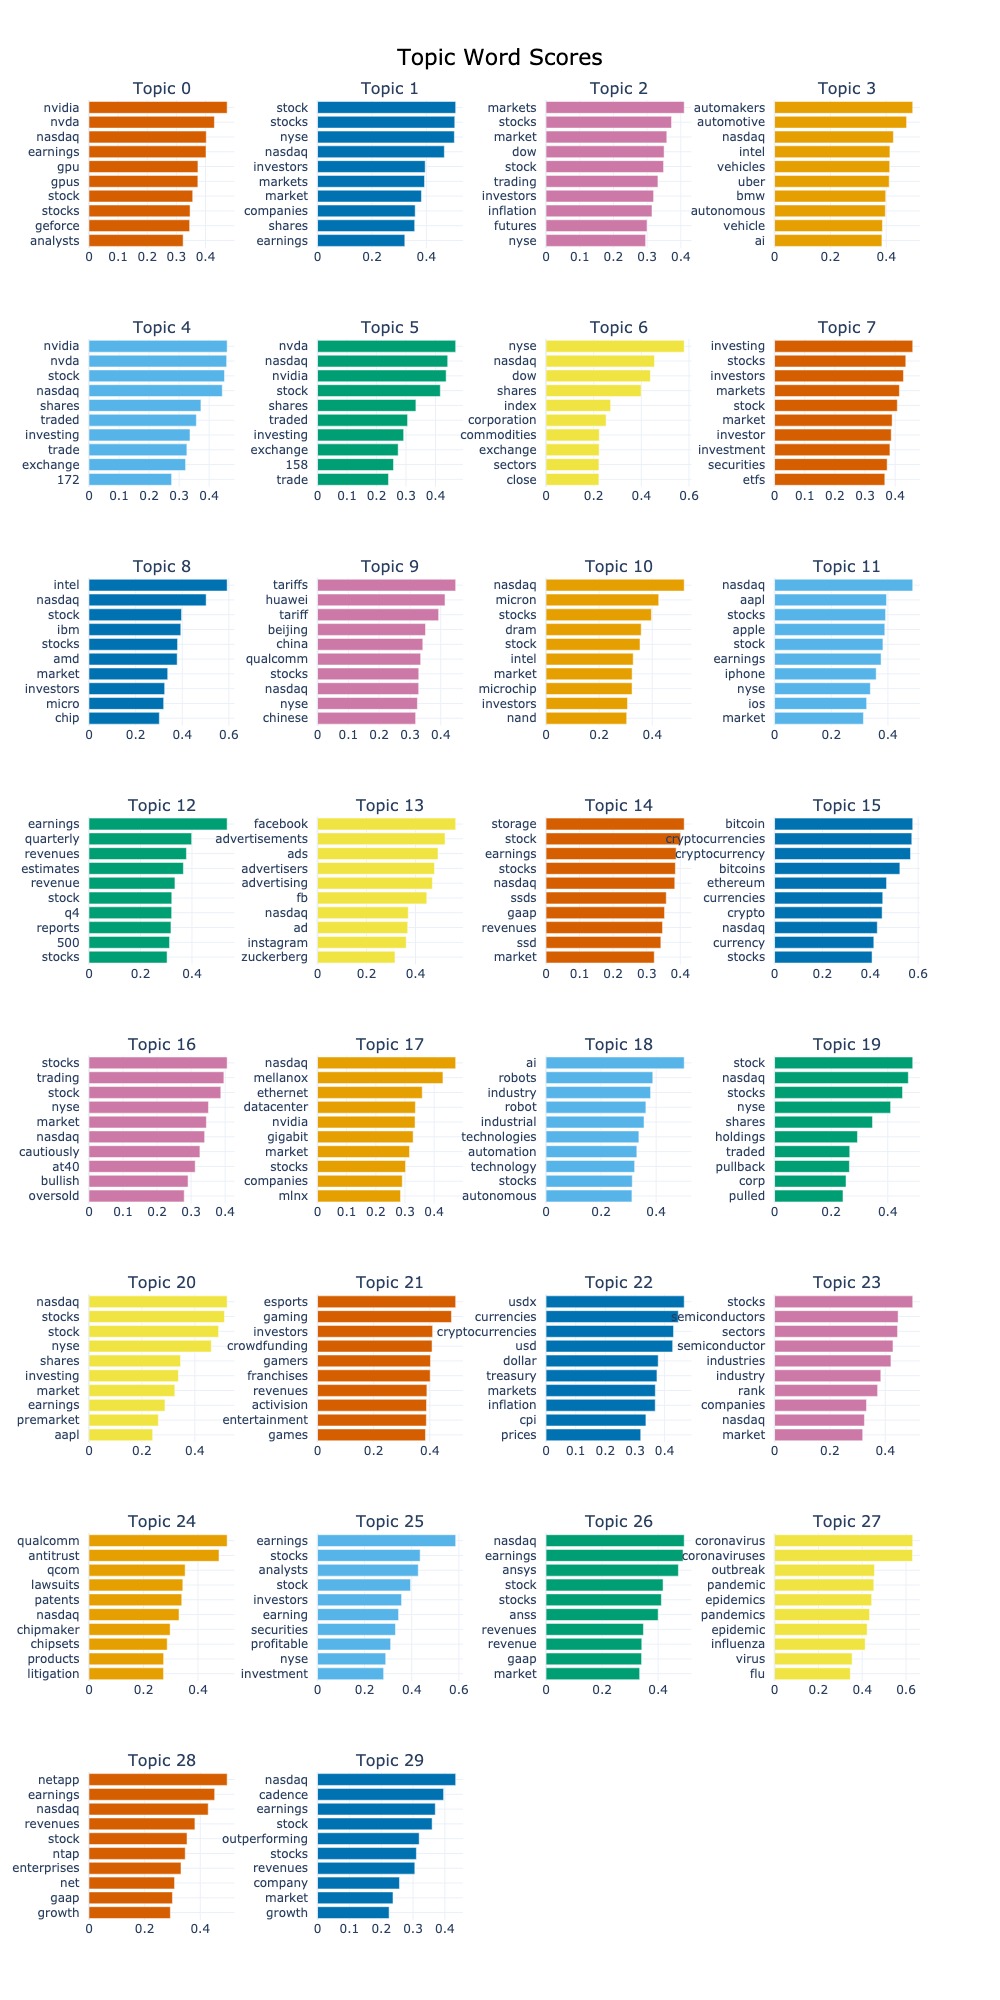 Topic Word Scores
Topic 0
nvidia
nvda
nasdaq
earnings
gpu
gpus
stock
stocks
geforce
analysts
0 0.1 0.2 0.3 0.4
Topic 1
stock
stocks
nyse
nasdaq
investors
markets
market
companies
shares
earnings
0 0.2 0.4
Topic 2
markets
stocks
market
dow
stock
trading
investors
inflation
futures
nyse
0 0.1 0.2 0.3 0.4
Topic 3
automakers
automotive
nasdaq
intel
vehicles
uber
bmw
autonomous
vehicle
ai
0 0.2 0.4
Topic 4
nvidia
nvda
stock
nasdaq
shares
traded
investing
trade
exchange
172
0 0.1 0.2 0.3 0.4
Topic 5
nvda
nasdaq
nvidia
stock
shares
traded
investing
exchange
158
trade
0 0.1 0.2 0.3 0.4
Topic 6
nyse
nasdaq
dow
shares
index
corporation
commodities
exchange
sectors
close
0 0.2 0.4 0.6
Topic 7
investing
stocks
investors
markets
stock
market
investor
investment
securities
etfs
0 0.1 0.2 0.3 0.4
Topic 8
intel
nasdaq
stock
ibm
stocks
amd
market
investors
micro
chip
0 0.2 0.4 0.6
Topic 9
tariffs
huawei
tariff
beijing
china
qualcomm
stocks
nasdaq
nyse
chinese
0 0.1 0.2 0.3 0.4
Topic 10
nasdaq
micron
stocks
dram
stock
intel
market
microchip
investors
nand
0 0.2 0.4
Topic 11
nasdaq
aapl
stocks
apple
stock
earnings
iphone
nyse
ios
market
0 0.2 0.4
Topic 12
earnings
quarterly
revenues
estimates
revenue
stock
q4
reports
500
stocks
0 0.2 0.4
Topic 13
facebook
advertisements
ads
advertisers
advertising
fb
nasdaq
ad
instagram
zuckerberg
0 0.2 0.4
Topic 14
storage
stock
earnings
stocks
nasdaq
ssds
gaap
revenues
ssd
market
0 0.1 0.2 0.3 0.4
Topic 15
bitcoin
cryptocurrencies
cryptocurrency
bitcoins
ethereum
currencies
crypto
nasdaq
currency
stocks
0 0.2 0.4 0.6
Topic 16
stocks
trading
stock
nyse
market
nasdaq
cautiously
at40
bullish
oversold
0 0.1 0.2 0.3 0.4
Topic 17
nasdaq
mellanox
ethernet
datacenter
nvidia
gigabit
market
stocks
companies
mlnx
0 0.1 0.2 0.3 0.4
Topic 18
ai
robots
industry
robot
industrial
technologies
automation
technology
stocks
autonomous
0 0.2 0.4
Topic 19
stock
nasdaq
stocks
nyse
shares
holdings
traded
pullback
corp
pulled
0 0.2 0.4
Topic 20
nasdaq
stocks
stock
nyse
shares
investing
market
earnings
premarket
aapl
0 0.2 0.4
Topic 21
esports
gaming
investors
crowdfunding
gamers
franchises
revenues
activision
entertainment
games
0 0.2 0.4
Topic 22
usdx
currencies
cryptocurrencies
usd
dollar
treasury
markets
inflation
cpi
prices
0 0.1 0.2 0.3 0.4
Topic 23
stocks
semiconductors
sectors
semiconductor
industries
industry
rank
companies
nasdaq
market
0 0.2 0.4
Topic 24
qualcomm
antitrust
qcom
lawsuits
patents
nasdaq
chipmaker
chipsets
products
litigation
0 0.2 0.4
Topic 25
earnings
stocks
analysts
stock
investors
earning
securities
profitable
nyse
investment
0 0.2 0.4 0.6
Topic 26
nasdaq
earnings
ansys
stock
stocks
anss
revenues
revenue
gaap
market
0 0.2 0.4
Topic 27
coronavirus
coronaviruses
outbreak
pandemic
epidemics
pandemics
epidemic
influenza
virus
flu
0 0.2 0.4 0.6
Topic 28
netapp
earnings
nasdaq
revenues
stock
ntap
enterprises
net
gaap
growth
0 0.2 0.4
Topic 29
nasdaq
cadence
earnings
stock
outperforming
stocks
revenues
company
market
growth
0 0.1 0.2 0.3 0.4